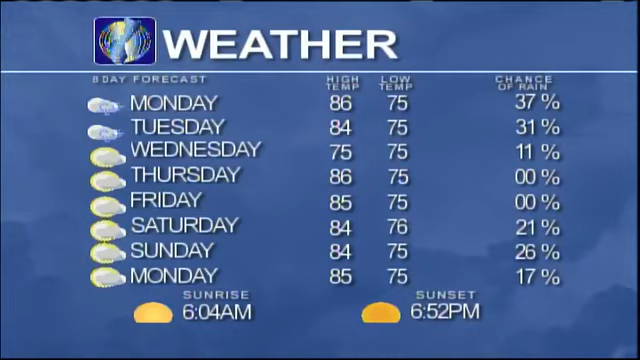 WEATHER
8 DAY FORECAST HIGH TEMP LOW TEMP CHANCE OF RAIN
MONDAY 86 75 37 %
TUESDAY 84 75 31 %
WEDNESDAY 75 75 11 %
THURSDAY 86 75 00 %
FRIDAY 85 75 00 %
SATURDAY 84 76 21 %
SUNDAY 84 75 26 %
MONDAY 85 75 17 %
SUNRISE SUNSET
6:04AM 6:52PM